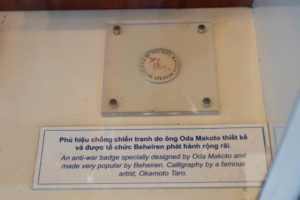 Phù hiệu chống chiến tranh do ông Oda Makoto thiết kế
và được tổ chức Beheiren phát hành rộng rãi.
An anti-war badge specially designed by Oda Makoto and
made very popular by Beheiren. Calligraphy by a famous
artist, Okamoto Taro.